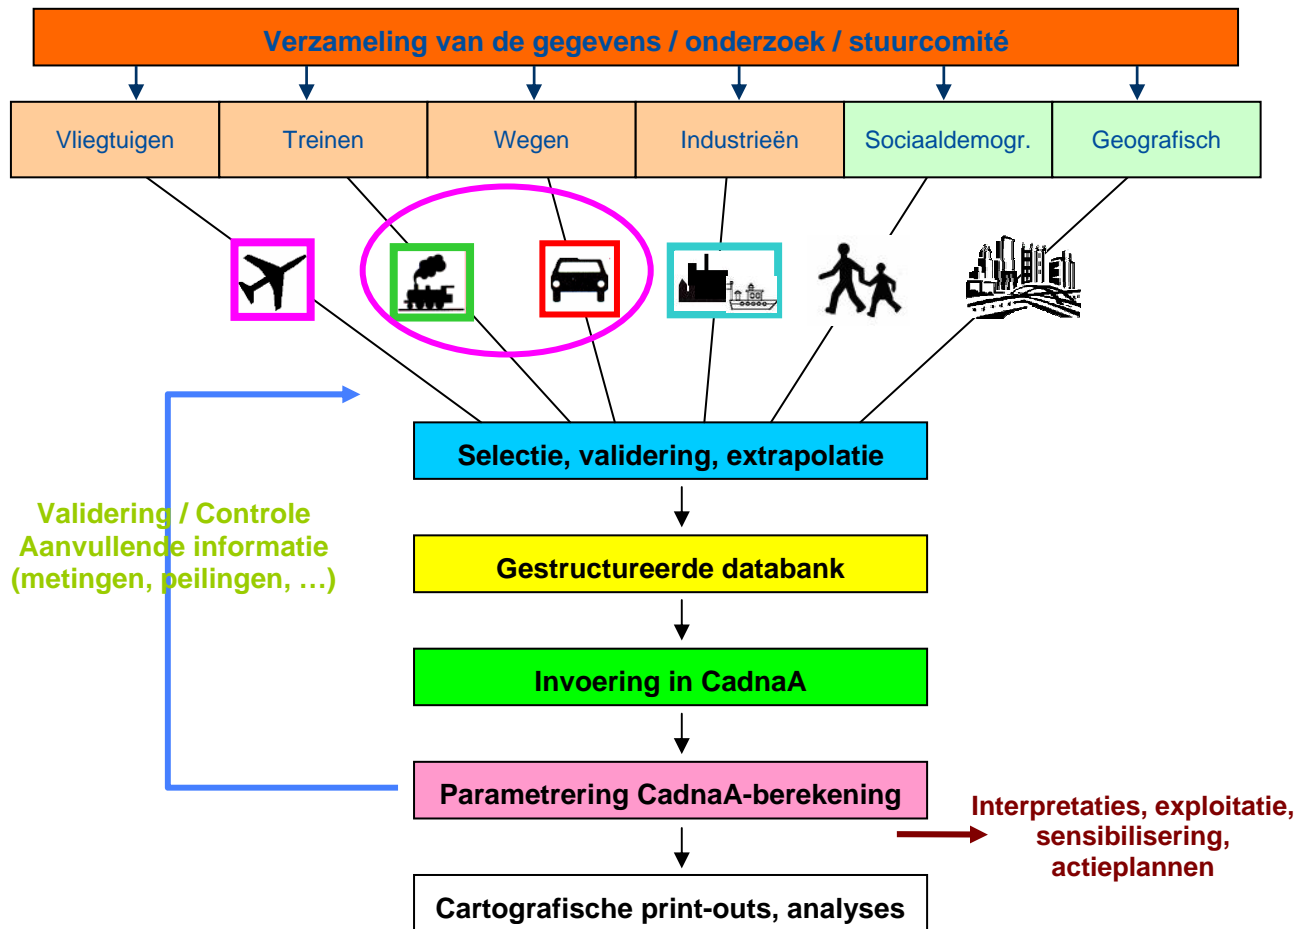 Verzameling van de gegevens / onderzoek / stuurcomité
Vliegtuigen
Treinen
Wegen
Industrieën
Sociaaldemogr.
Geografisch
Selectie, validering, extrapolatie
Validering / Controle
Aanvullende informatie
(metingen, peilingen, …)
Gestructureerde databank
Invoering in CadnaA
Parametrering CadnaA-berekening
Interpretaties, exploitatie,
sensibilisering,
actieplannen
Cartografische print-outs, analyses